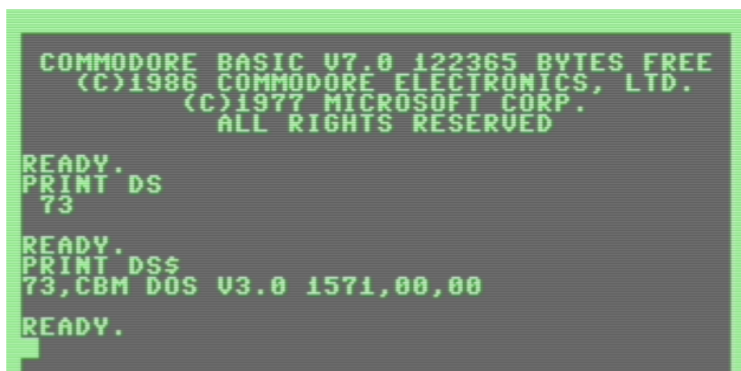 COMMODORE BASIC V7.0 122365 BYTES FREE
(C)1986 COMMODORE ELECTRONICS, LTD.
(C)1977 MICROSOFT CORP.
ALL RIGHTS RESERVED
READY.
PRINT DS
73
READY.
PRINT DS$
73,CBM DOS V3.0 1571,00,00
READY.